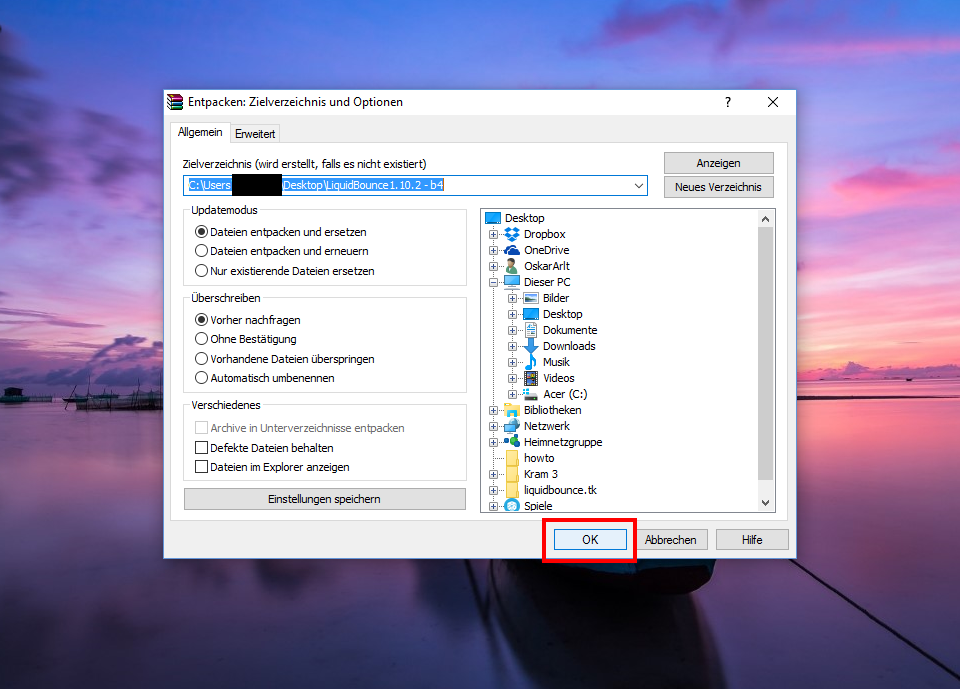 Entpacken: Zielverzeichnis und Optionen
?
Allgemein
Erweitert
Zielverzeichnis (wird erstellt, falls es nicht existiert)
Anzeigen
C:\Users \Desktop\LiquidBounce1.10.2 - b4
Neues Verzeichnis
Updatemodus
Dateien entpacken und ersetzen
Dateien entpacken und erneuern
Nur existierende Dateien ersetzen
Überschreiben
Vorher nachfragen
Ohne Bestätigung
Vorhandene Dateien überspringen
Automatisch umbenennen
Verschiedenes
Archive in Unterverzeichnisse entpacken
Defekte Dateien behalten
Dateien im Explorer anzeigen
Einstellungen speichern
Desktop
Dropbox
OneDrive
OskarArlt
Dieser PC
Bilder
Desktop
Dokumente
Downloads
Musik
Videos
Acer (C:)
Bibliotheken
Netzwerk
Heimnetzgruppe
howto
Kram 3
liquidbounce.tk
Spiele
OK
Abbrechen
Hilfe